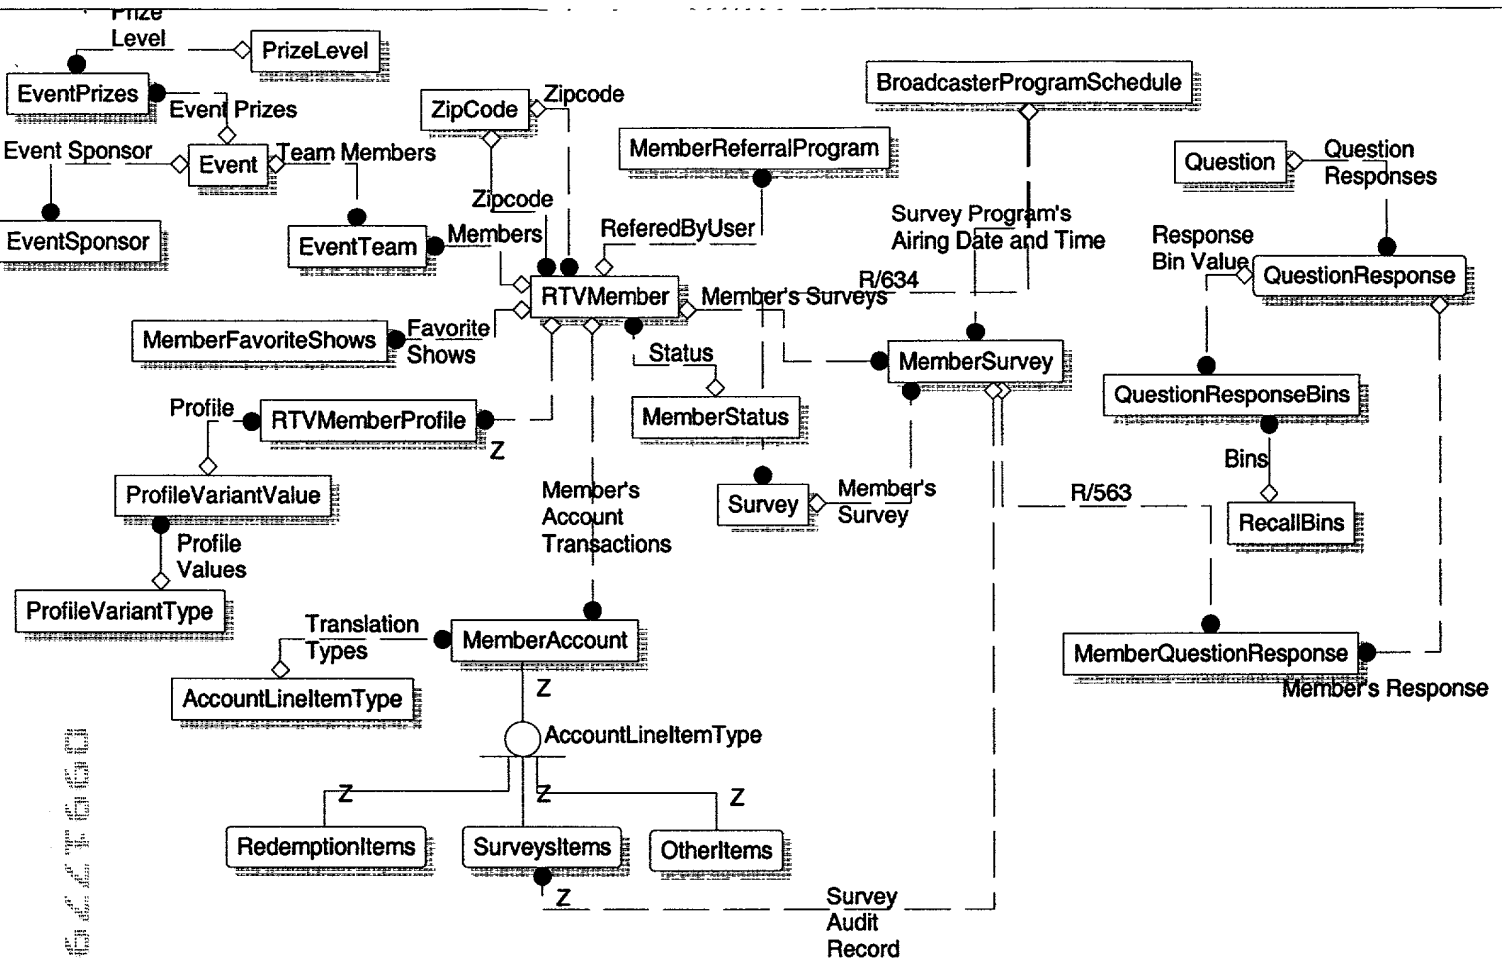 Prize
Level
PrizeLevel
EventPrizes
Event Prizes
ZipCode
Zipcode
BroadcasterProgramSchedule
Event Sponsor
Event
Team Members
MemberReferralProgram
Question
Question
Responses
Zipcode
EventSponsor
EventTeam
Members
ReferedByUser
Survey Program's
Airing Date and Time
Response
Bin Value
QuestionResponse
RTVMember
Member's Surveys
R/634
MemberFavoriteShows
Favorite
Shows
Status
MemberSurvey
QuestionResponseBins
Profile
RTVMemberProfile
Z
MemberStatus
Bins
ProfileVariantValue
Member's
Account
Transactions
Survey
Member's
Survey
R/563
RecallBins
Profile
Values
ProfileVariantType
Translation
Types
MemberAccount
MemberQuestionResponse
Member's Response
AccountLineItemType
Z
AccountLineItemType
Z
Z
Z
RedemptionItems
SurveysItems
OtherItems
Z
Survey
Audit
Record